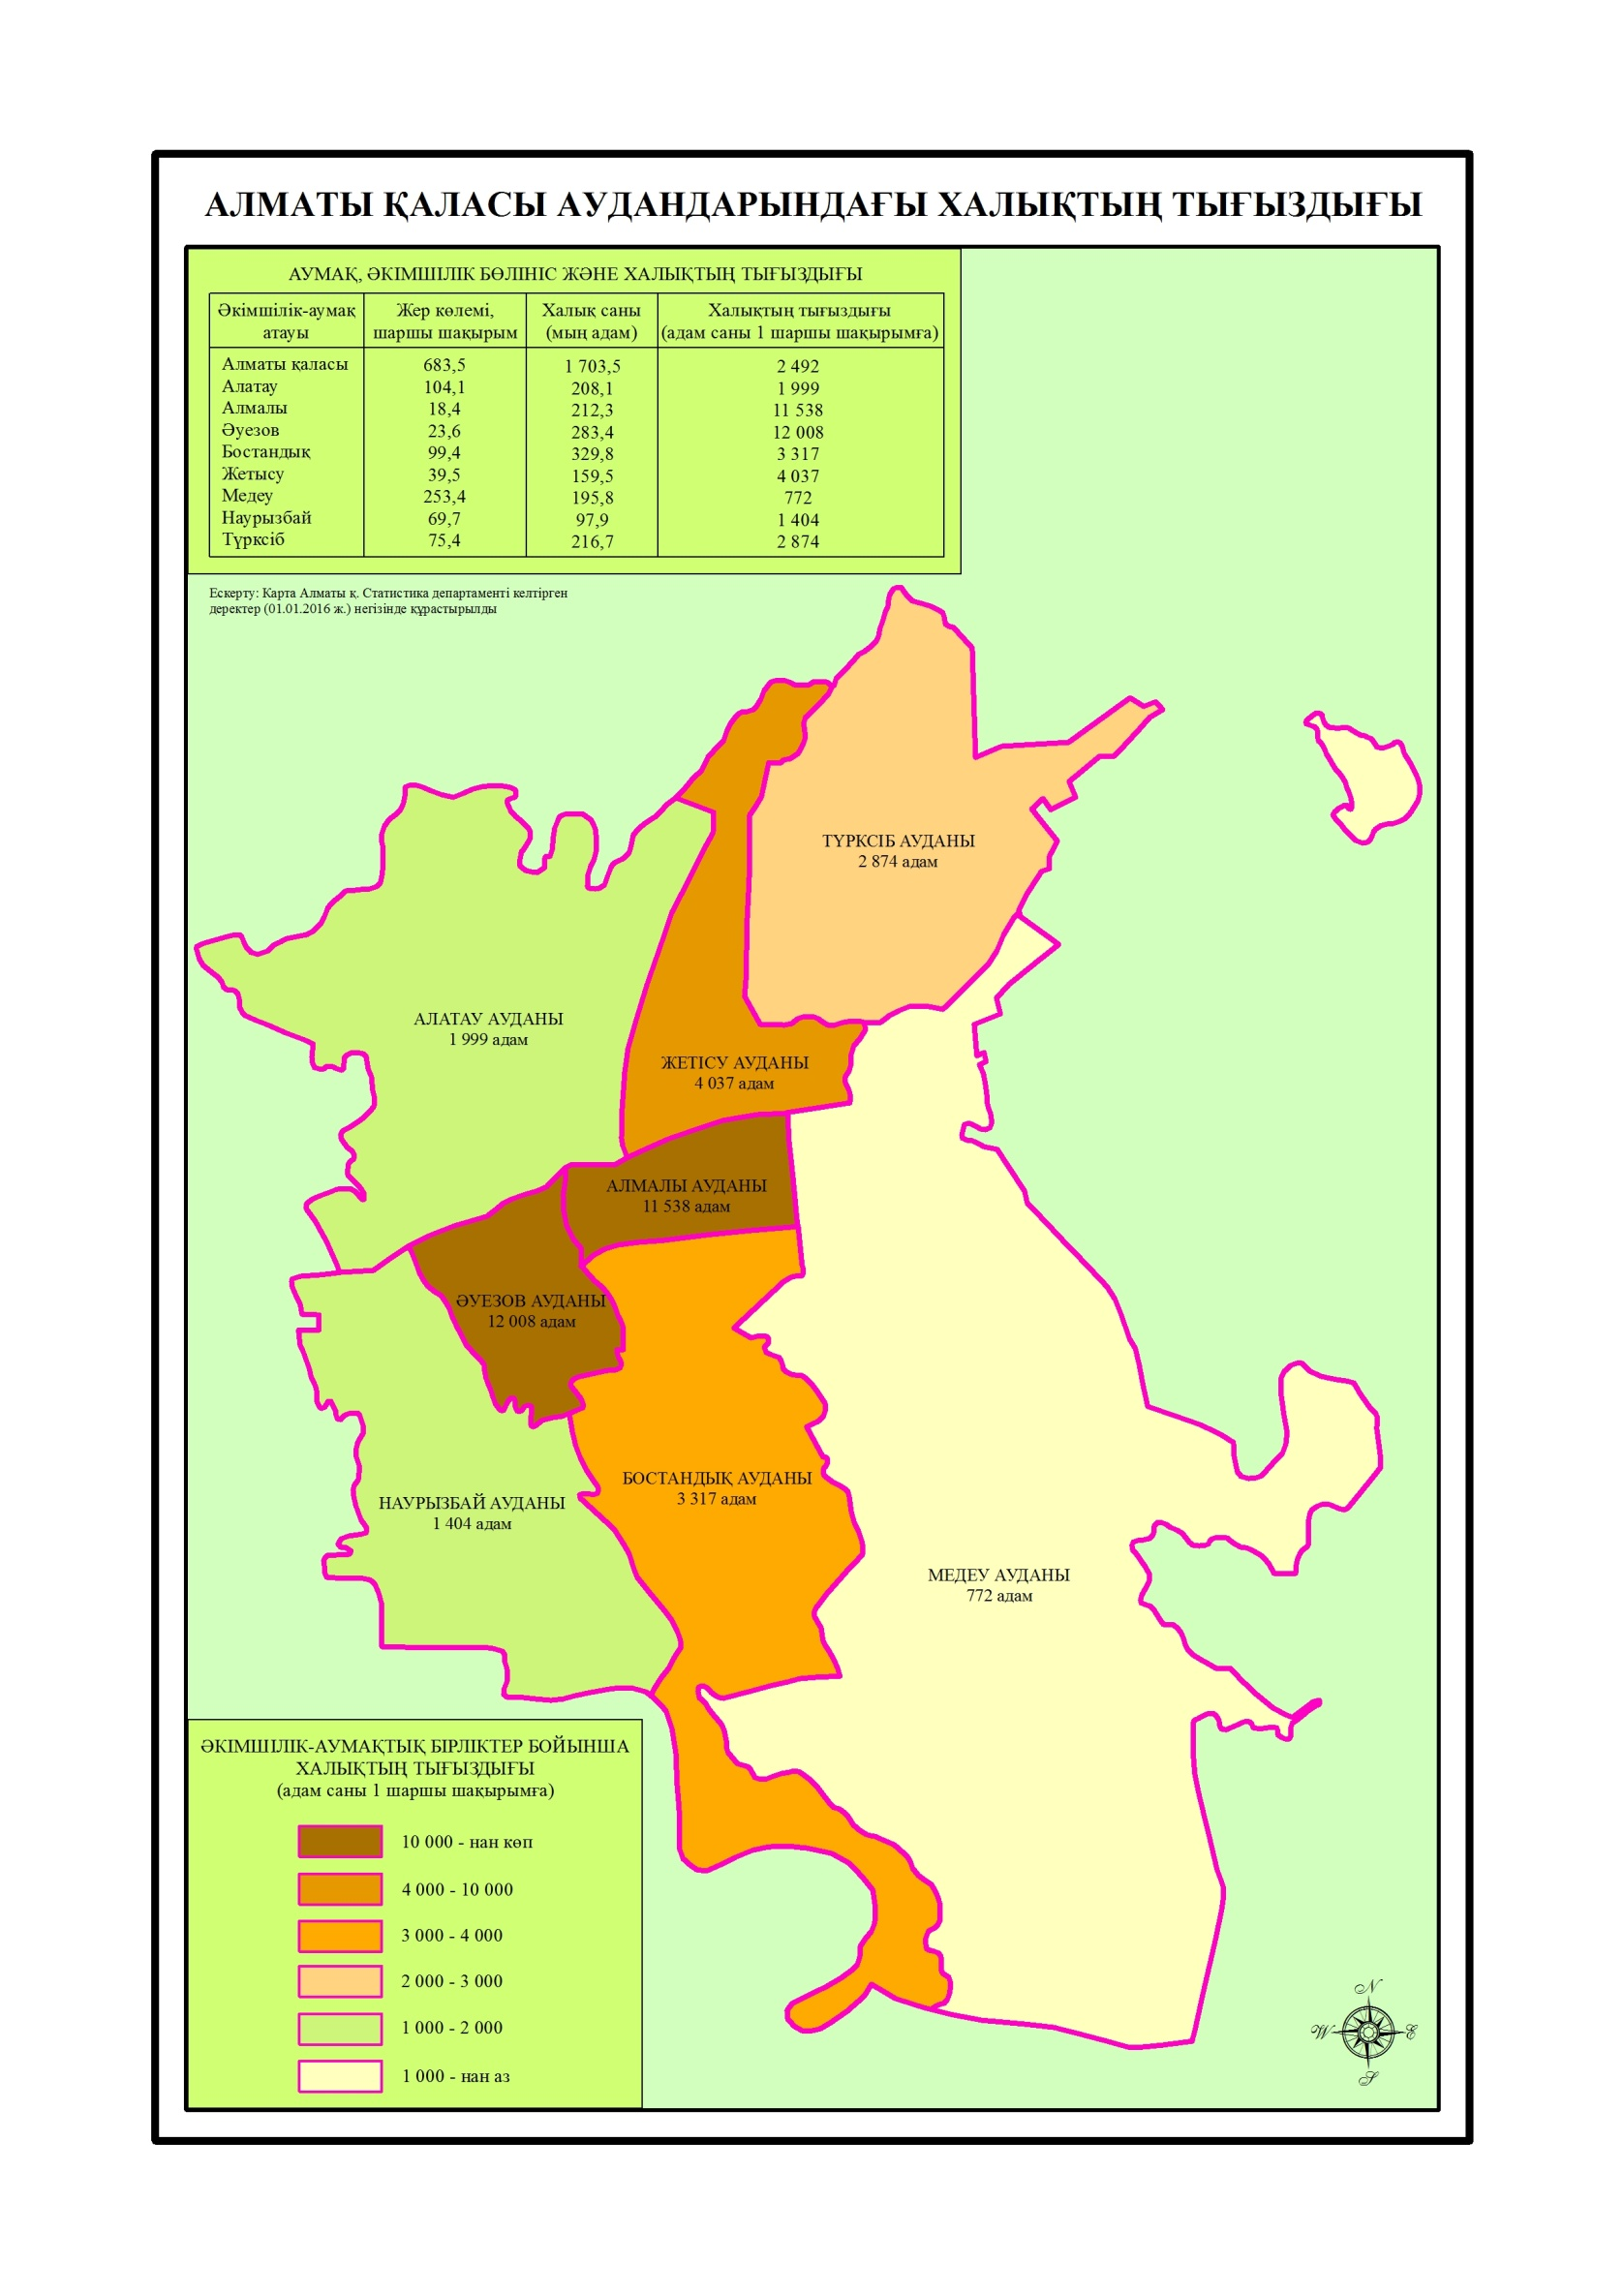 АЛМАТЫ ҚАЛАСЫ АУДАНДАРЫНДАҒЫ ХАЛЫҚТЫҢ ТЫҒЫЗДЫҒЫ
АУМАҚ, ӘКІМШІЛІК БӨЛІНІС ЖӘНЕ ХАЛЫҚТЫҢ ТЫҒЫЗДЫҒЫ
Әкімшілік-аумақ атауы Жер көлемі, шаршы шақырым Халық саны (мың адам) Халықтың тығыздығы (адам саны 1 шаршы шақырымға)
Алматы қаласы 683,5 1 703,5 2 492
Алатау 104,1 208,1 1 999
Алмалы 18,4 212,3 11 538
Әуезов 23,6 283,4 12 008
Бостандық 99,4 329,8 3 317
Жетысу 39,5 159,5 4 037
Медеу 253,4 195,8 772
Наурызбай 69,7 97,9 1 404
Түрксіб 75,4 216,7 2 874
Ескерту: Карта Алматы қ. Статистика департаменті келтірген
деректер (01.01.2016 ж.) негізінде құрастырылды
ТҮРКСІБ АУДАНЫ
2 874 адам
АЛАТАУ АУДАНЫ
1 999 адам
ЖЕТІСУ АУДАНЫ
4 037 адам
АЛМАЛЫ АУДАНЫ
11 538 адам
ӘУЕЗОВ АУДАНЫ
12 008 адам
БОСТАНДЫҚ АУДАНЫ
3 317 адам
НАУРЫЗБАЙ АУДАНЫ
1 404 адам
МЕДЕУ АУДАНЫ
772 адам
ӘКІМШІЛІК-АУМАҚТЫҚ БІРЛІКТЕР БОЙЫНША
ХАЛЫҚТЫҢ ТЫҒЫЗДЫҒЫ
(адам саны 1 шаршы шақырымға)
10 000 - нан көп
4 000 - 10 000
3 000 - 4 000
2 000 - 3 000
1 000 - 2 000
1 000 - нан аз
N
W E
S